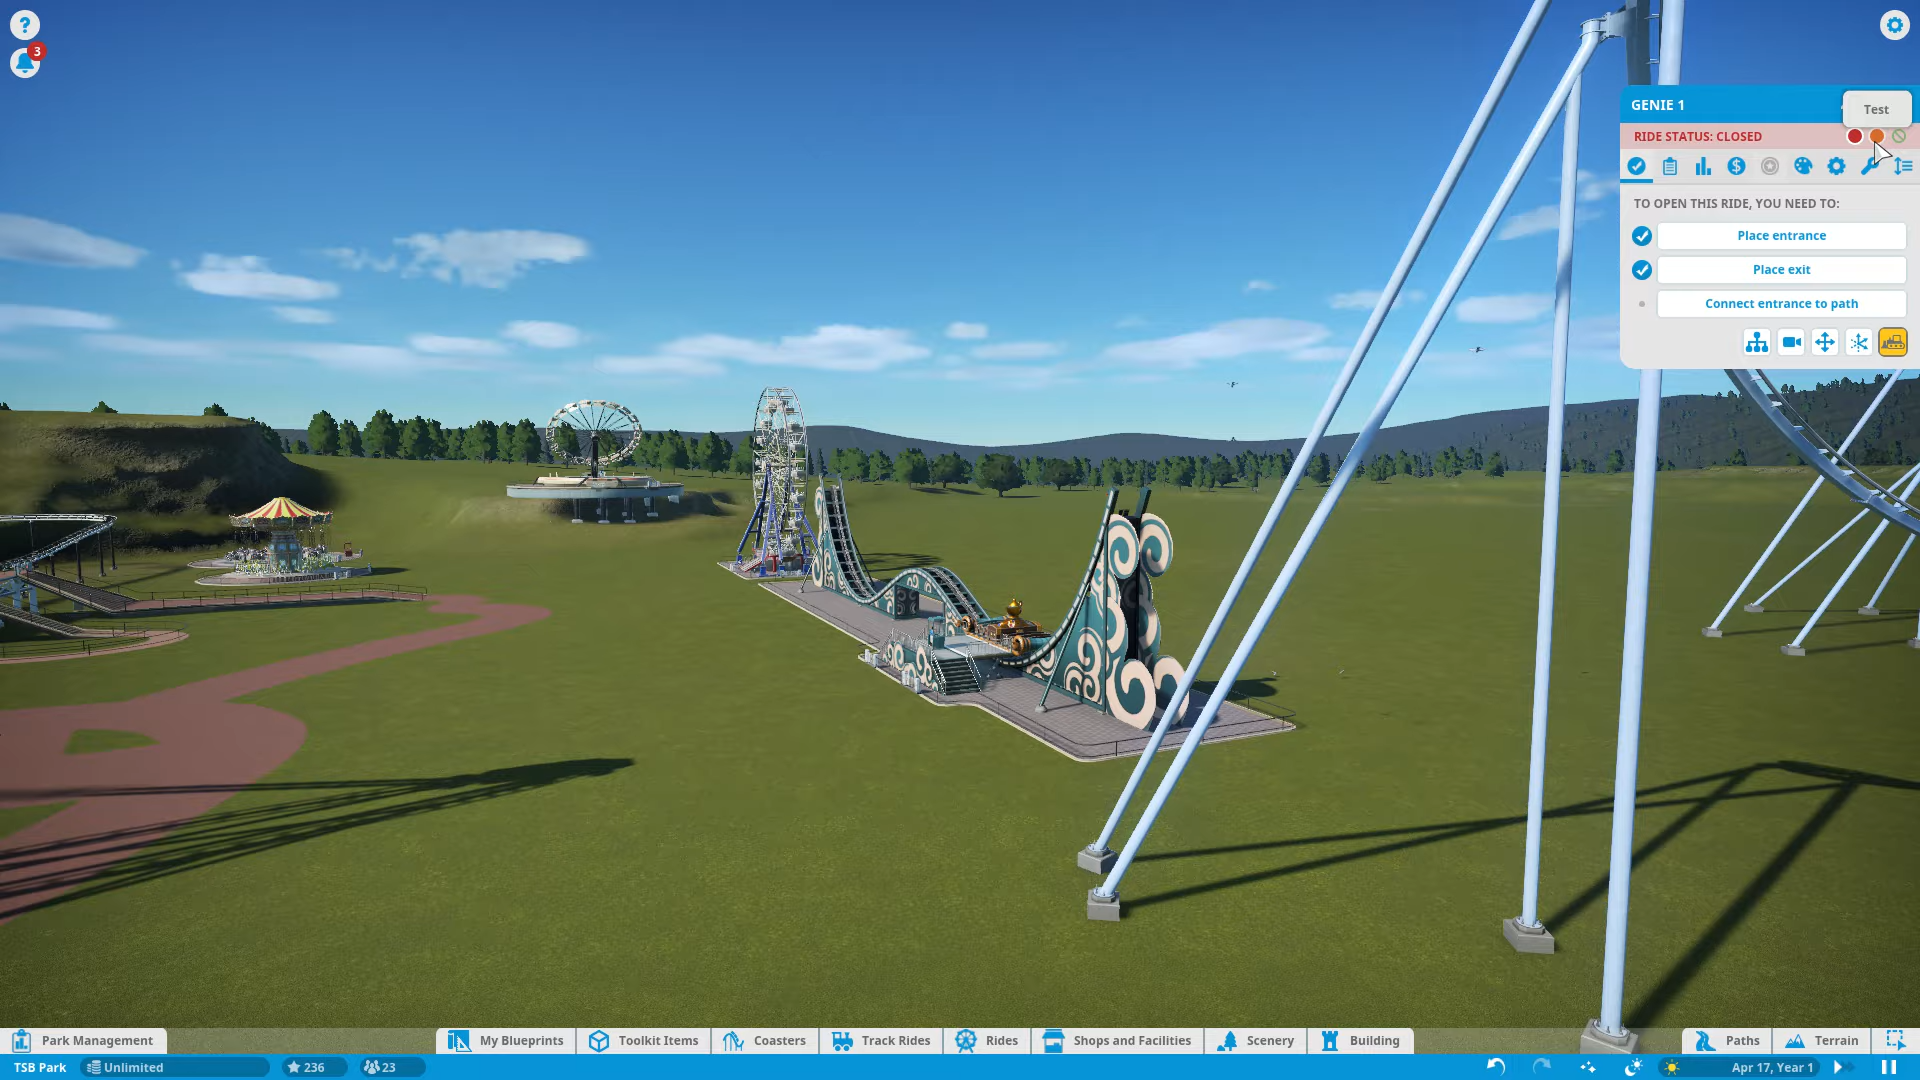 ?
3
GENIE 1
Test
RIDE STATUS: CLOSED
TO OPEN THIS RIDE, YOU NEED TO:
Place entrance
Place exit
Connect entrance to path
Park Management
My Blueprints
Toolkit Items
Coasters
Track Rides
Rides
Shops and Facilities
Scenery
Building
Paths
Terrain
TSB Park
Unlimited
236
23
Apr 17, Year 1